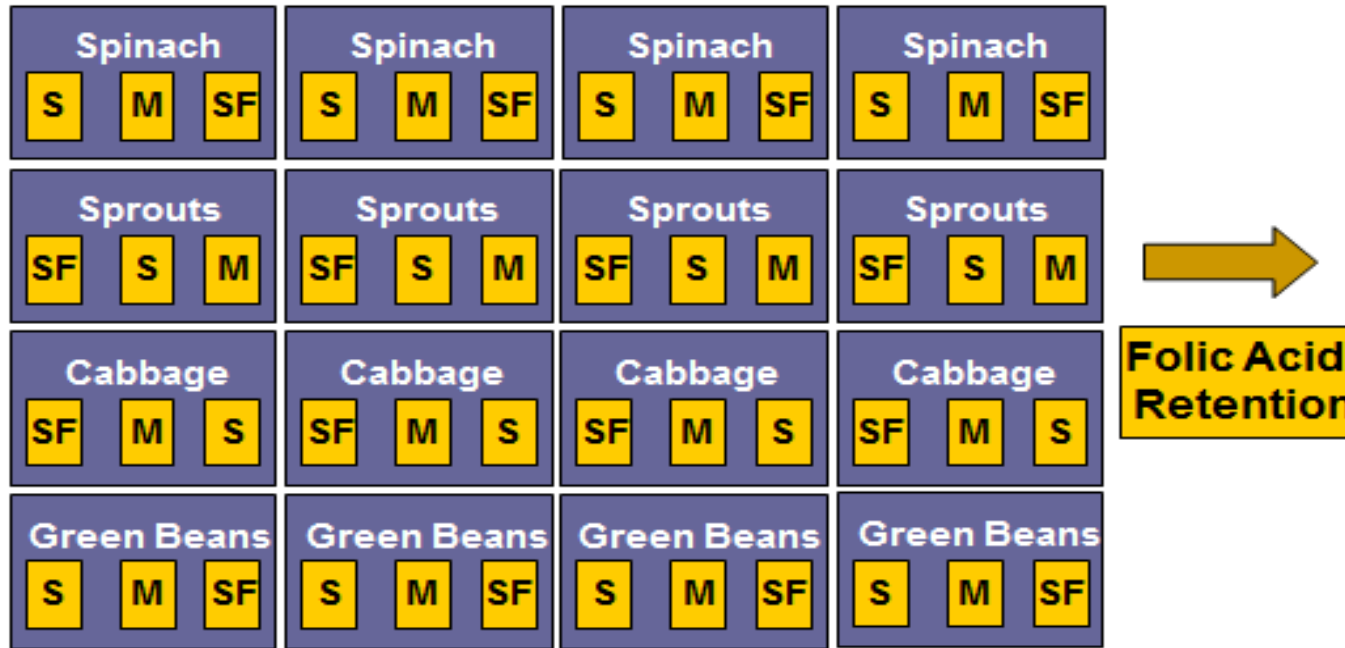 Spinach Spinach Spinach Spinach
S M SF S M SF S M SF S M SF
Sprouts Sprouts Sprouts Sprouts
SF S M SF S M SF S M SF S M
Folic Acid
Retention
Cabbage Cabbage Cabbage Cabbage
SF M S SF M S SF M S SF M S
Green Beans Green Beans Green Beans Green Beans
S M SF S M SF S M SF S M SF